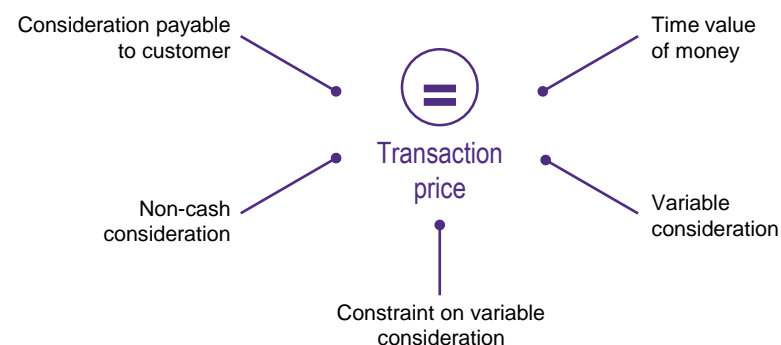 Consideration payable
to customer
Time value
of money
=
Transaction
price
Non-cash
consideration
Variable
consideration
Constraint on variable
consideration